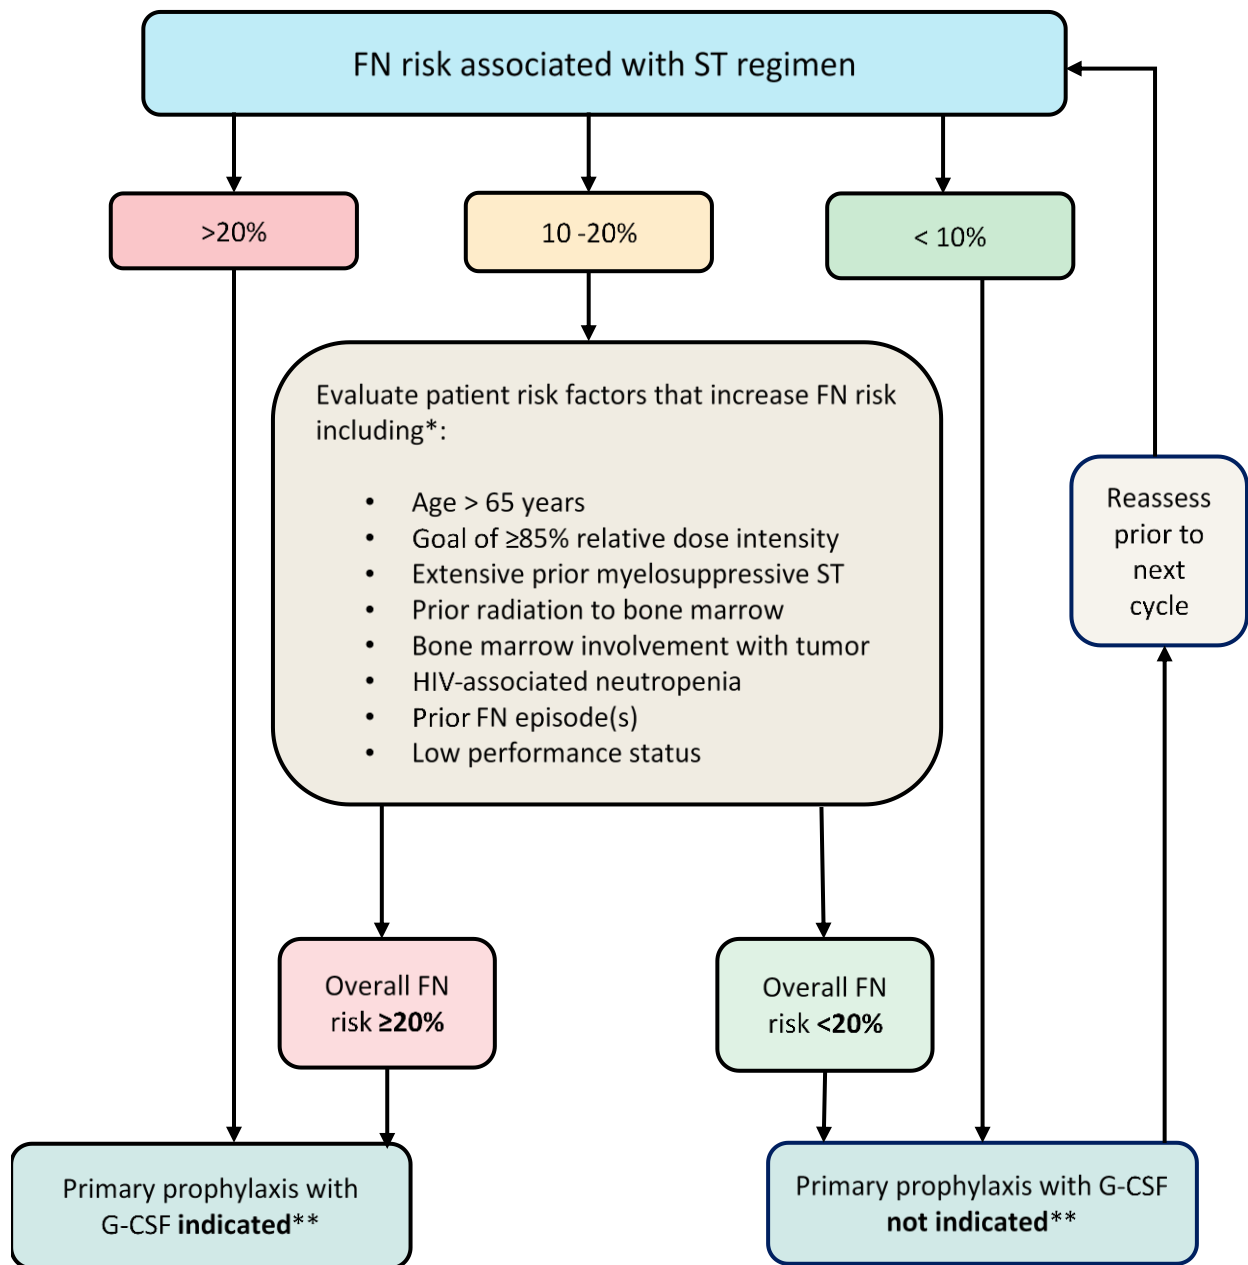 FN risk associated with ST regimen
>20%
10 -20%
< 10%
Evaluate patient risk factors that increase FN risk
including*:
• Age > 65 years
• Goal of ≥85% relative dose intensity
• Extensive prior myelosuppressive ST
• Prior radiation to bone marrow
• Bone marrow involvement with tumor
• HIV-associated neutropenia
• Prior FN episode(s)
• Low performance status
Reassess
prior to
next
cycle
Overall FN
risk ≥20%
Overall FN
risk <20%
Primary prophylaxis with
G-CSF indicated**
Primary prophylaxis with G-CSF
not indicated**